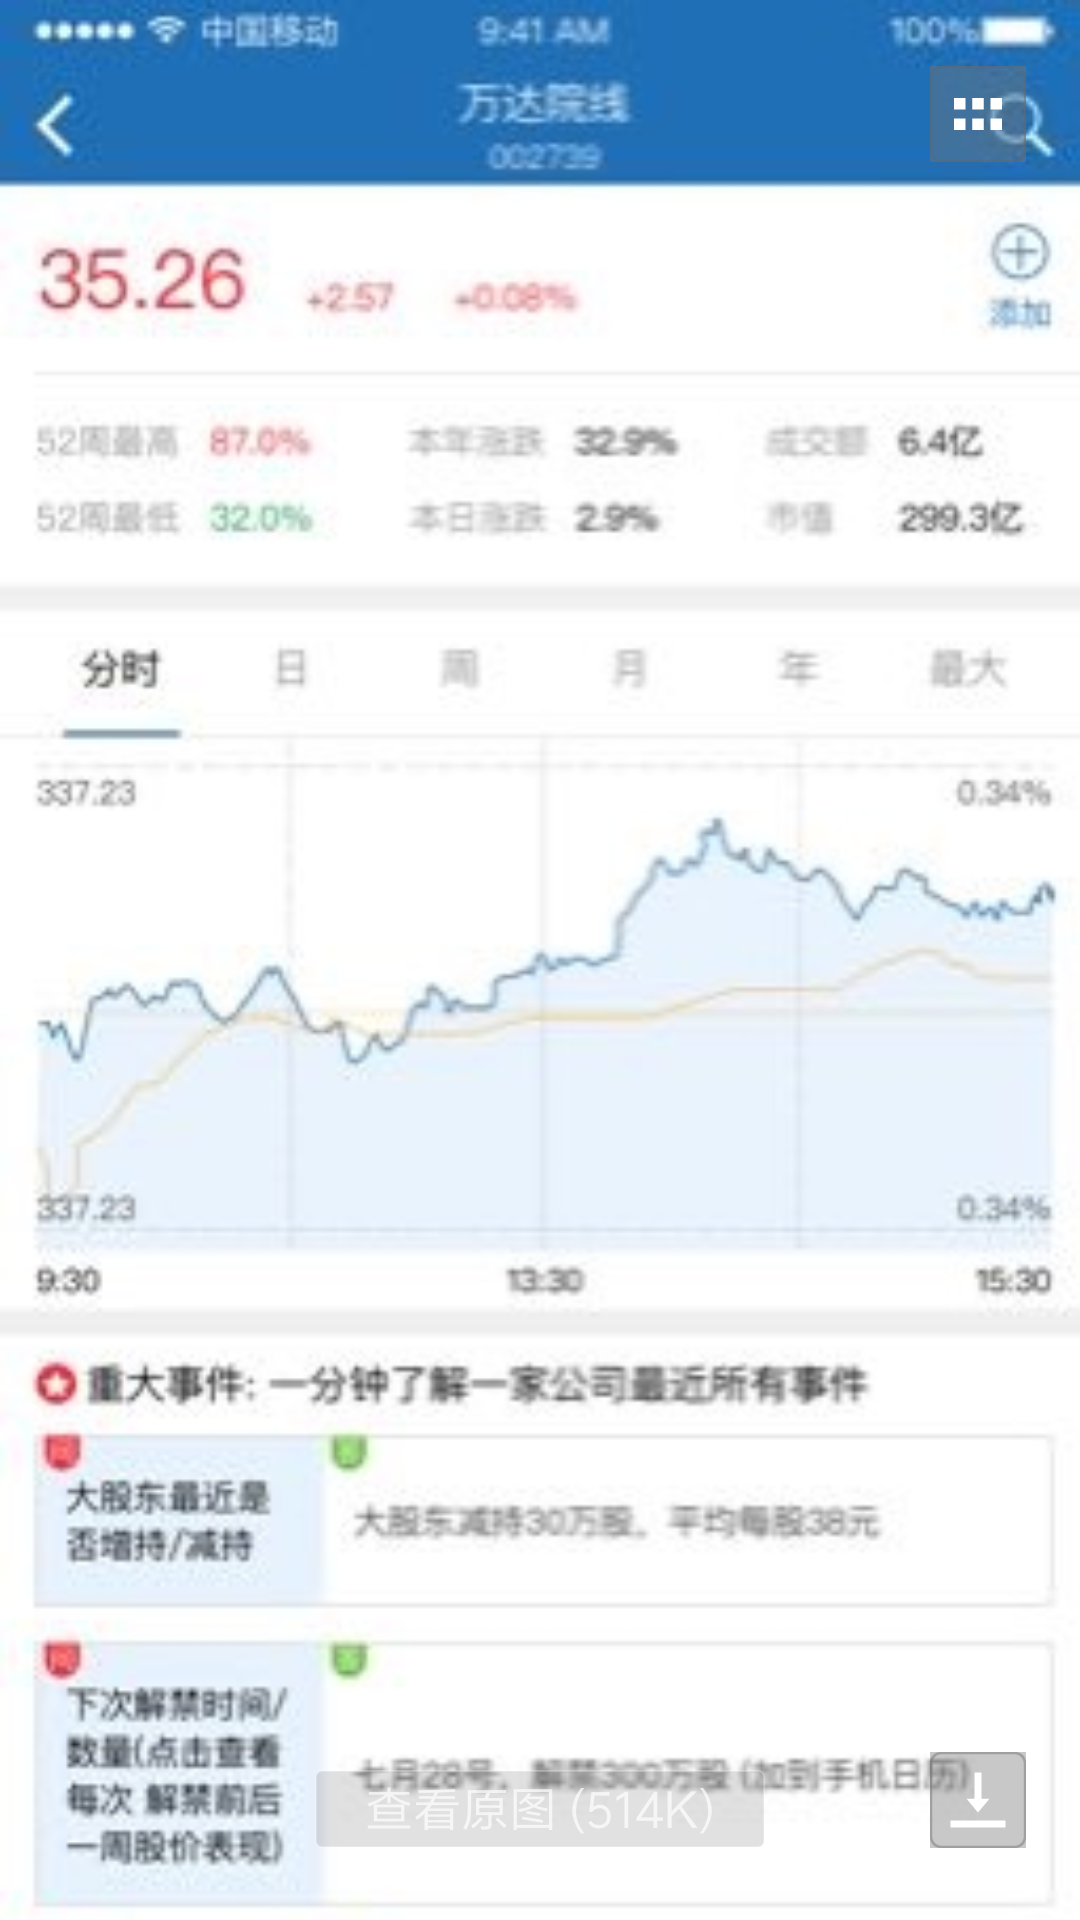 中国移动 9:41 AM 100%
万达院线
002739
35.26 +2.57 +0.08%
添加
52周最高 87.0% 本年涨跌 32.9% 成交额 6.4亿
52周最低 32.0% 本日涨跌 2.9% 市值 299.3亿
分时 日 周 月 年 最大
337.23 0.34%
337.23 0.34%
9:30 13:30 15:30
重大事件: 一分钟了解一家公司最近所有事件
大股东最近是
否增持/减持
大股东减持30万股，平均每股38元
下次解禁时间/
数量(点击查看
每次 解禁前后
一周股价表现)
七月28号，解禁300万股 (加到手机日历)
查看原图 (514K)